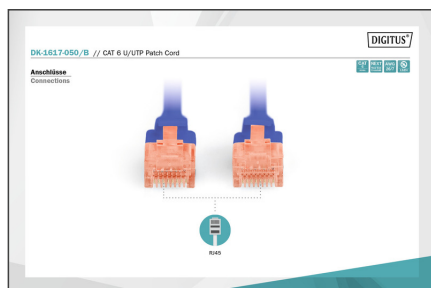 DIGITUS®
DK-1617-050/B // CAT 6 U/UTP Patch Cord
Anschlüsse
Connections
RJ45